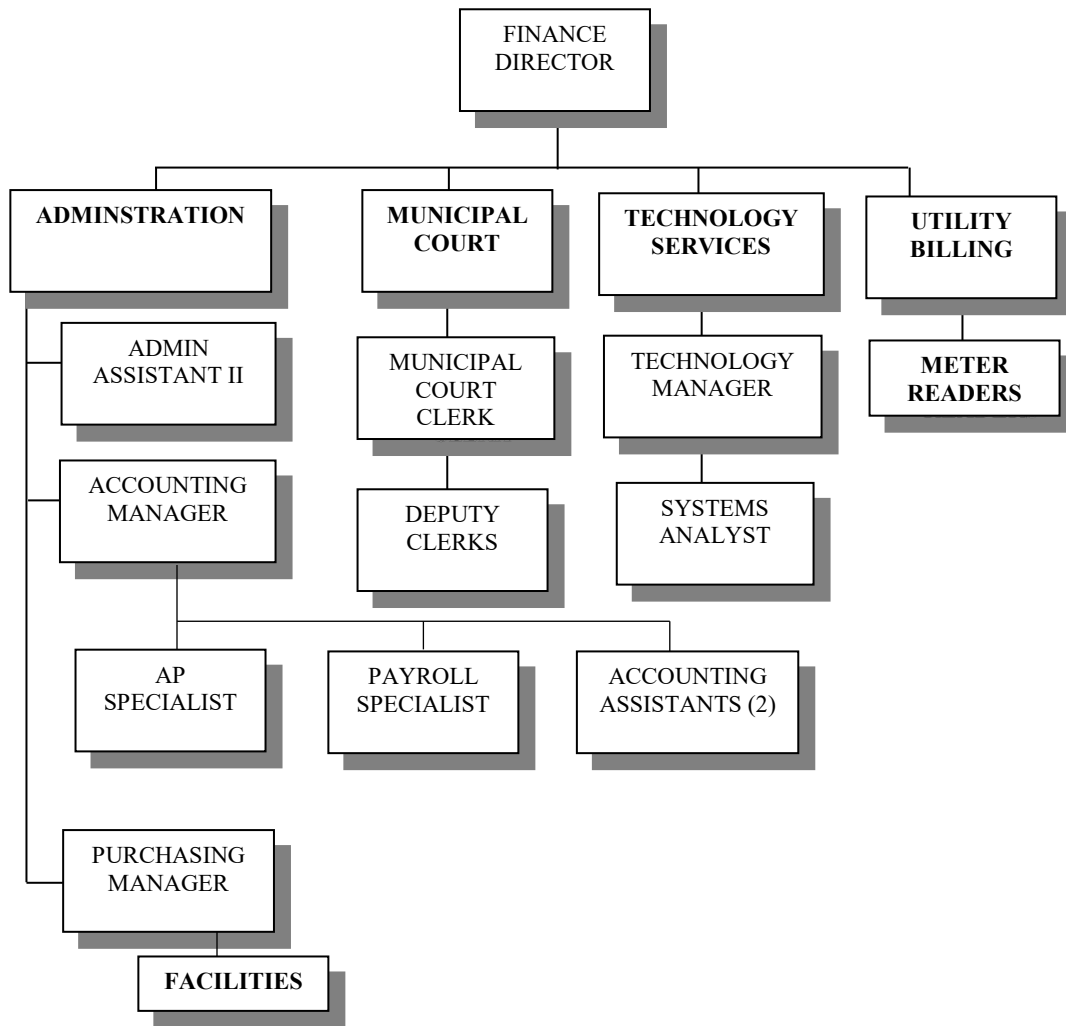 FINANCE
DIRECTOR
ADMINSTRATION
MUNICIPAL
COURT
TECHNOLOGY
SERVICES
UTILITY
BILLING
ADMIN
ASSISTANT II
MUNICIPAL
COURT
CLERK
TECHNOLOGY
MANAGER
METER
READERS
ACCOUNTING
MANAGER
DEPUTY
CLERKS
SYSTEMS
ANALYST
AP
SPECIALIST
PAYROLL
SPECIALIST
ACCOUNTING
ASSISTANTS (2)
PURCHASING
MANAGER
FACILITIES